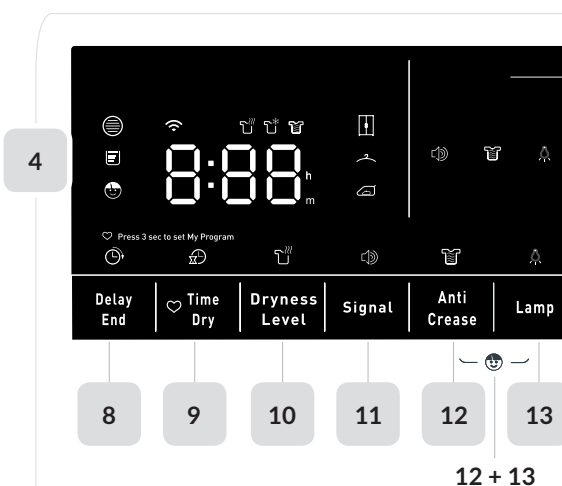 4
8:88
h
m
Press 3 sec to set My Program
Delay
End
Time
Dry
Dryness
Level
Signal
Anti
Crease
Lamp
8
9
10
11
12
13
12 + 13